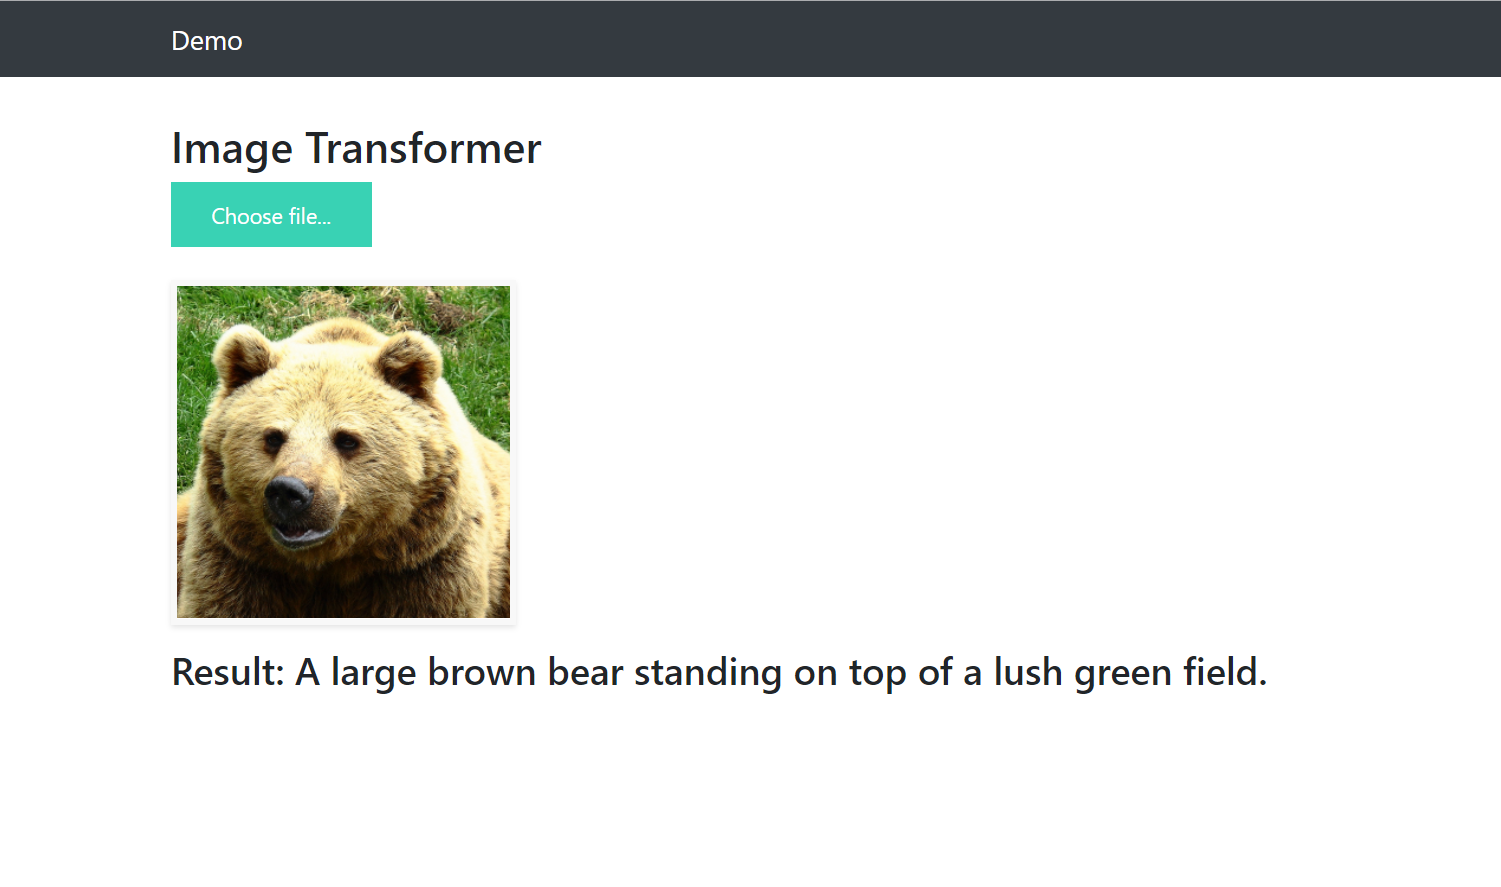 Demo
Image Transformer
Choose file...
Result: A large brown bear standing on top of a lush green field.